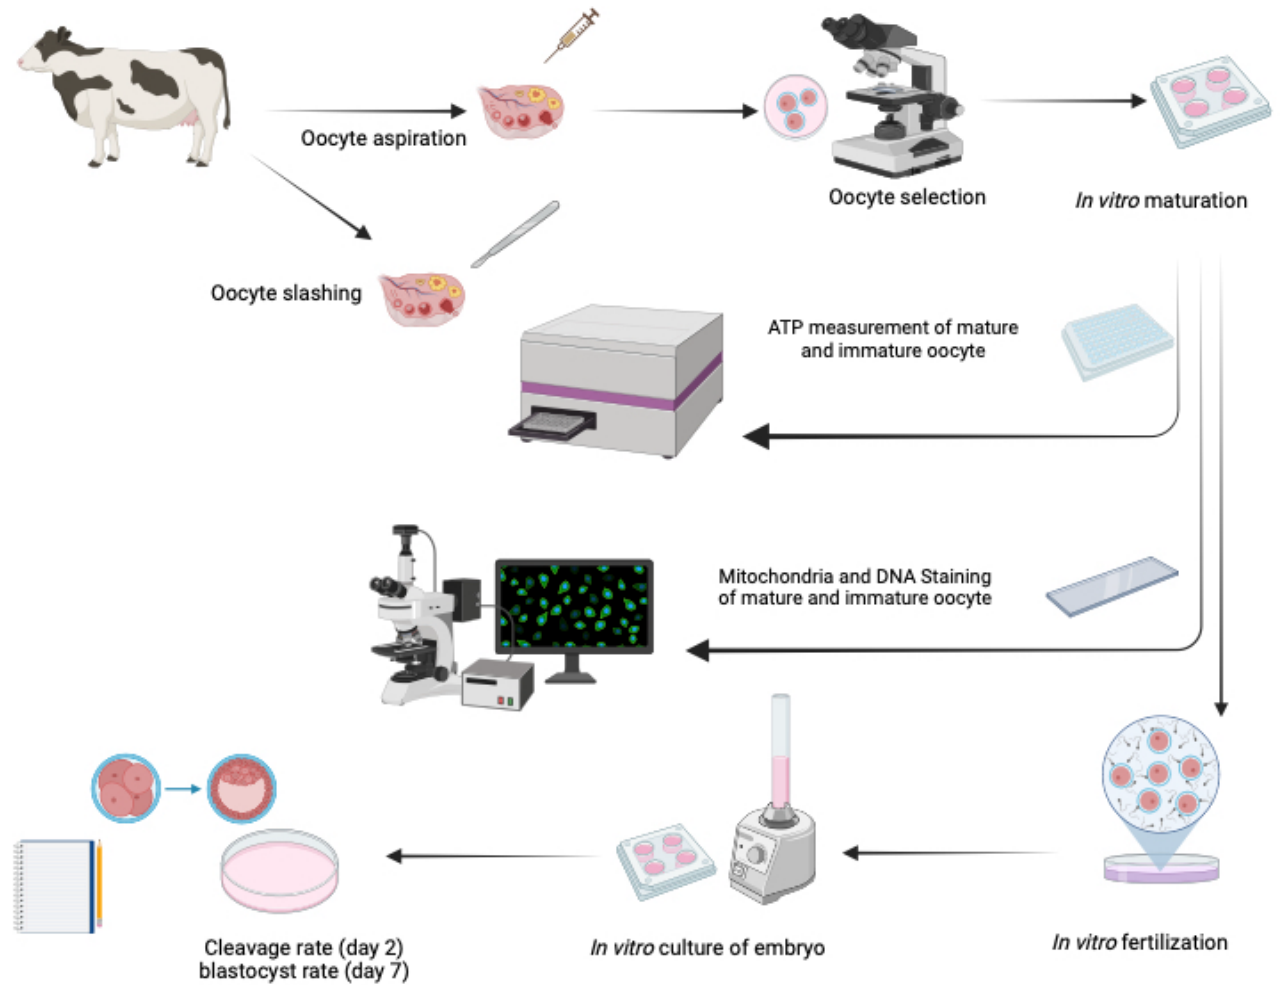 Oocyte aspiration
Oocyte selection
In vitro maturation
Oocyte slashing
ATP measurement of mature
and immature oocyte
Mitochondria and DNA Staining
of mature and immature oocyte
In vitro fertilization
In vitro culture of embryo
Cleavage rate (day 2)
blastocyst rate (day 7)